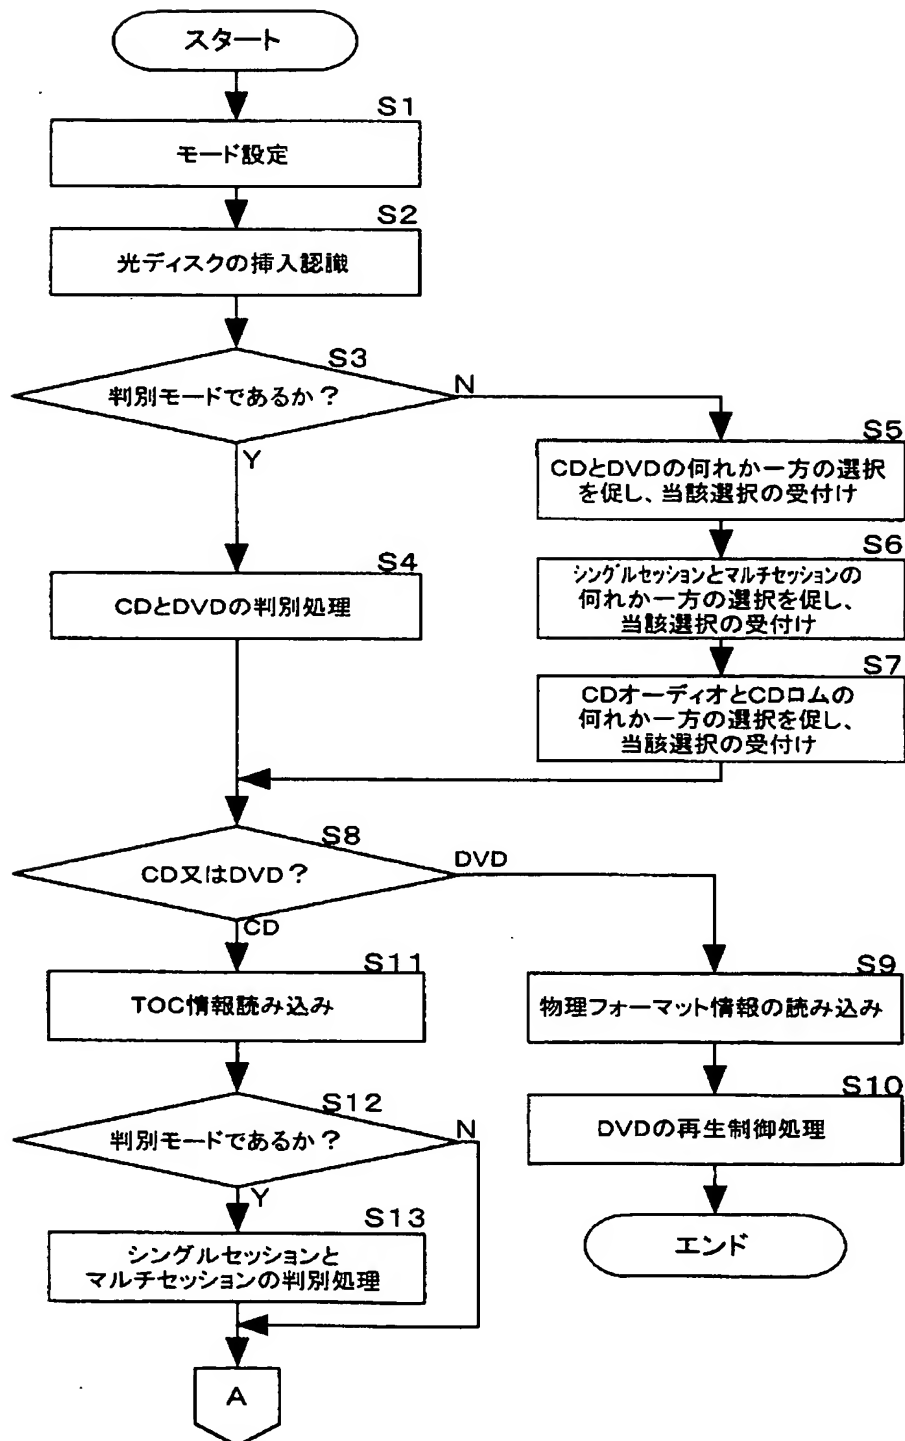 スタート
S1
モード設定
S2
光ディスクの挿入認識
S3
判別モードであるか?
N
Y
S5
CDとDVDの何れか一方の選択
を促し、当該選択の受付け
S4
CDとDVDの判別処理
S6
シングルセッションとマルチセッションの
何れか一方の選択を促し、
当該選択の受付け
S7
CDオーディオとCDロムの
何れか一方の選択を促し、
当該選択の受付け
S8
CD又はDVD?
DVD
CD
S11
TOC情報読み込み
S9
物理フォーマット情報の読み込み
S12
判別モードであるか?
N
Y
S10
DVDの再生制御処理
S13
シングルセッションと
マルチセッションの判別処理
エンド
A